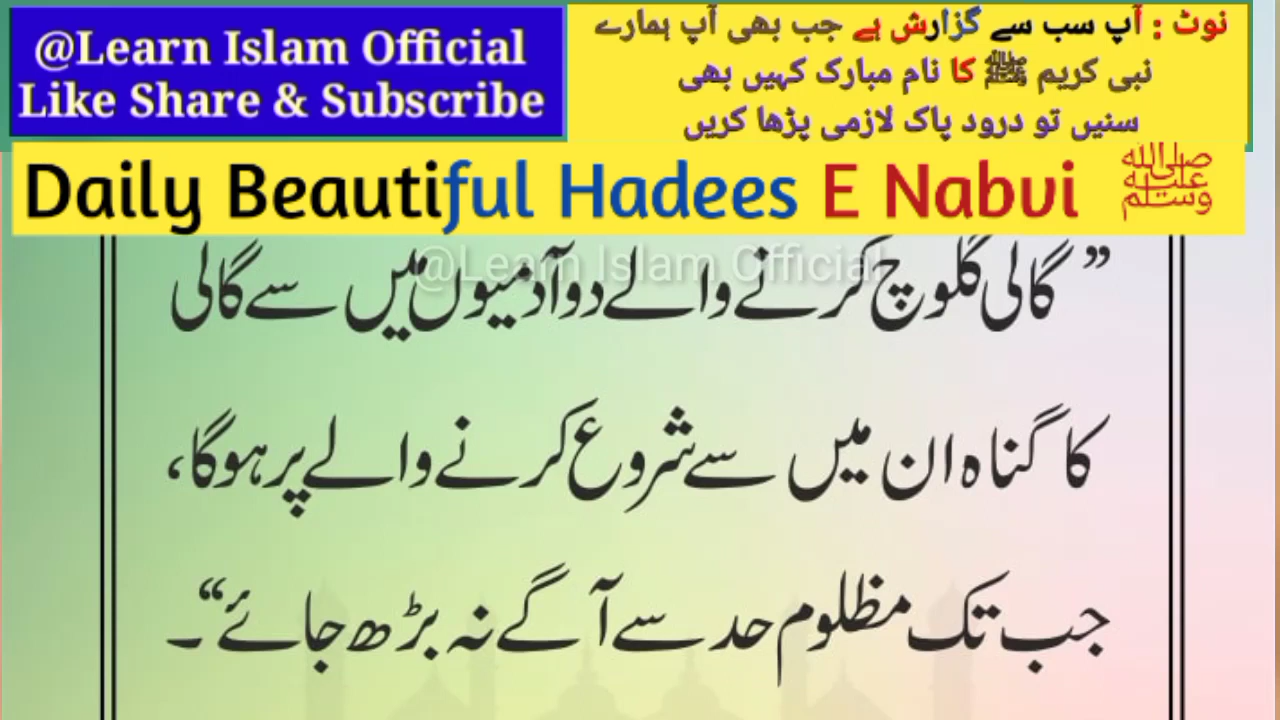 @Learn Islam Official
Like Share & Subscribe
نوٹ : آپ سب سے گزارش ہے جب بھی آپ ہمارے
نبی کریم ﷺ کا نام مبارک کہیں بھی
سنیں تو درود پاک لازمی پڑھا کریں
Daily Beautiful Hadees E Nabvi ﷺ
@Learn Islam Official
”گالی گلوچ کرنے والے دو آدمیوں میں سے گالی
کا گناہ ان میں سے شروع کرنے والے پر ہوگا،
جب تک مظلوم حد سے آگے نہ بڑھ جائے“۔